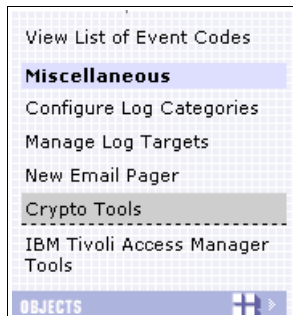 View List of Event Codes
Miscellaneous
Configure Log Categories
Manage Log Targets
New Email Pager
Crypto Tools
IBM Tivoli Access Manager
Tools
OBJECTS